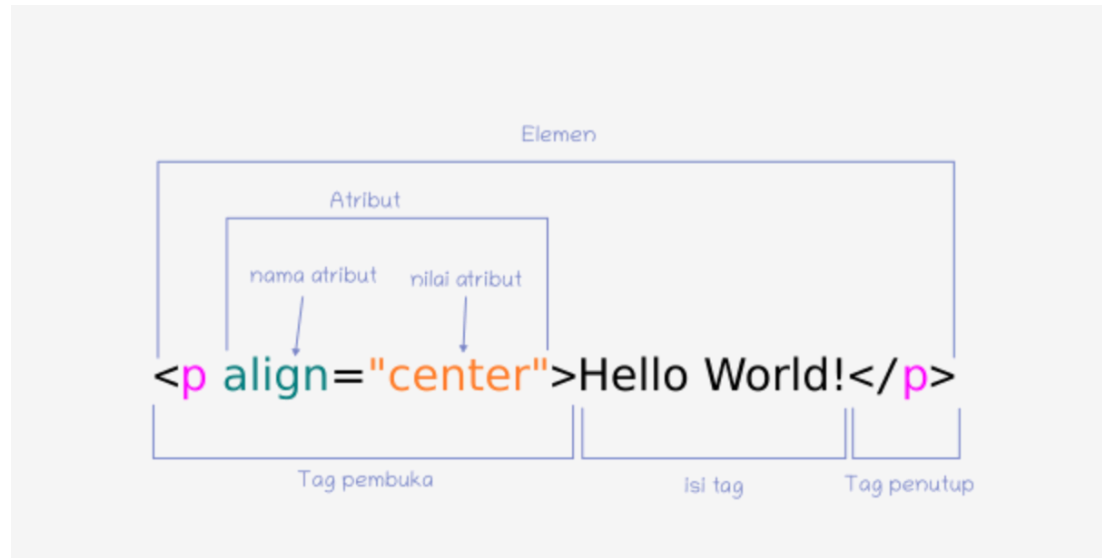 Elemen
Atribut
nama atribut
nilai atribut
<p align="center">Hello World!</p>
Tag pembuka
isi tag
Tag penutup